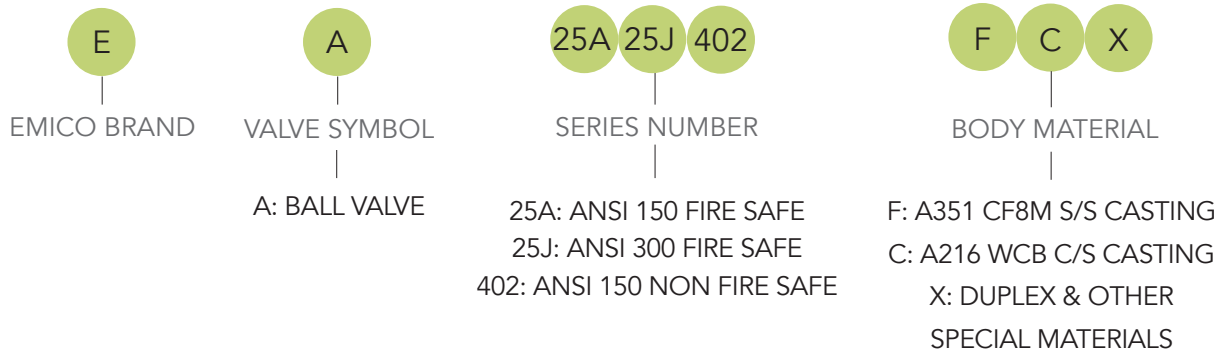 E
A
25A 25J 402
F C X
EMICO BRAND
VALVE SYMBOL
SERIES NUMBER
BODY MATERIAL
A: BALL VALVE
25A: ANSI 150 FIRE SAFE
25J: ANSI 300 FIRE SAFE
402: ANSI 150 NON FIRE SAFE
F: A351 CF8M S/S CASTING
C: A216 WCB C/S CASTING
X: DUPLEX & OTHER
SPECIAL MATERIALS